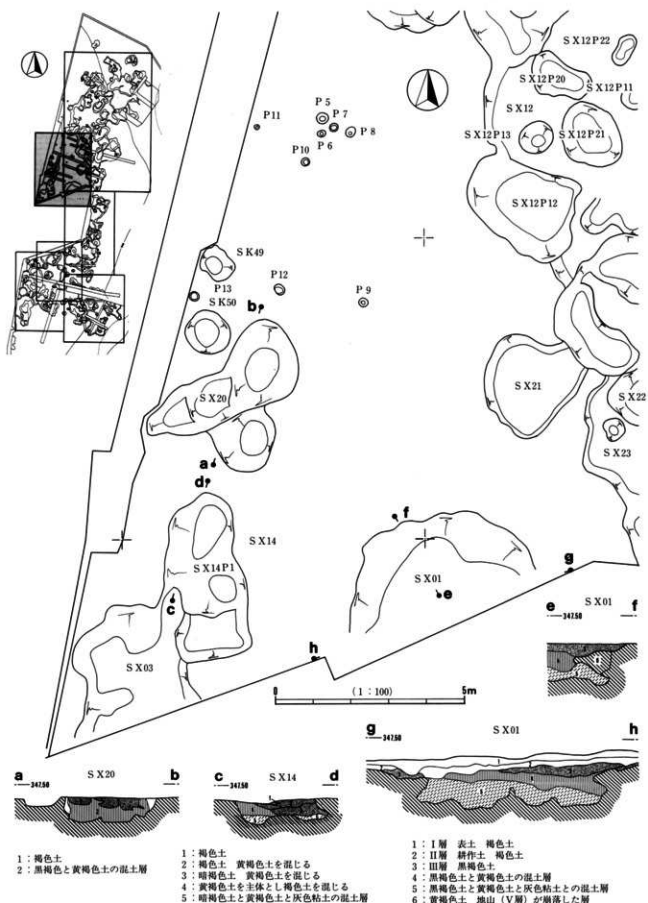 SX12P22
SX12P20
SX12P11
P5
P7
P11
P6
P8
SX12
SX12P13
SX12P21
P10
SX12P12
SK49
P13
P12
P9
SK50
b
SX21
SX20
SX22
SX23
a
d
SX14
f
SX14P1
SX01
g
c
e
SX03
h
0 (1:100) 5m
e SX01 f
347.50
g SX01 h
347.50
a SX20 b
347.50
c SX14 d
347.50
1:褐色土
2:黒褐色と黄褐色土の混土層
1:褐色土
2:褐色土 黄褐色土を混じる
3:暗褐色土 黄褐色土を混じる
4:黄褐色土を主体とし褐色土を混じる
5:暗褐色土と黄褐色土と灰色粘土の混土層
1:Ⅰ層 表土 褐色土
2:Ⅱ層 耕作土 褐色土
3:Ⅲ層 黒褐色土
4:黒褐色土と黄褐色土の混土層
5:黒褐色土と黄褐色土と灰色粘土との混土層
6:黄褐色土 地山(Ⅴ層)が崩落した層